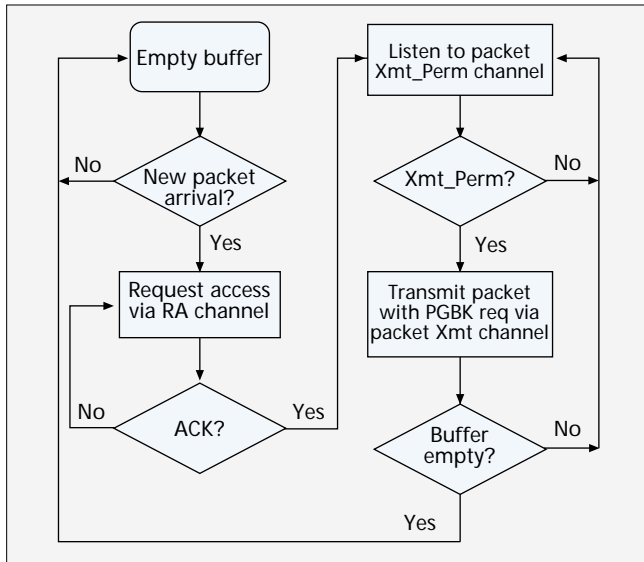 Empty buffer
No
New packet
arrival?
Yes
Request access
via RA channel
No
ACK?
Yes
Listen to packet
Xmt_Perm channel
Xmt_Perm?
No
Yes
Transmit packet
with PGBK req via
packet Xmt channel
Buffer
empty?
No
Yes